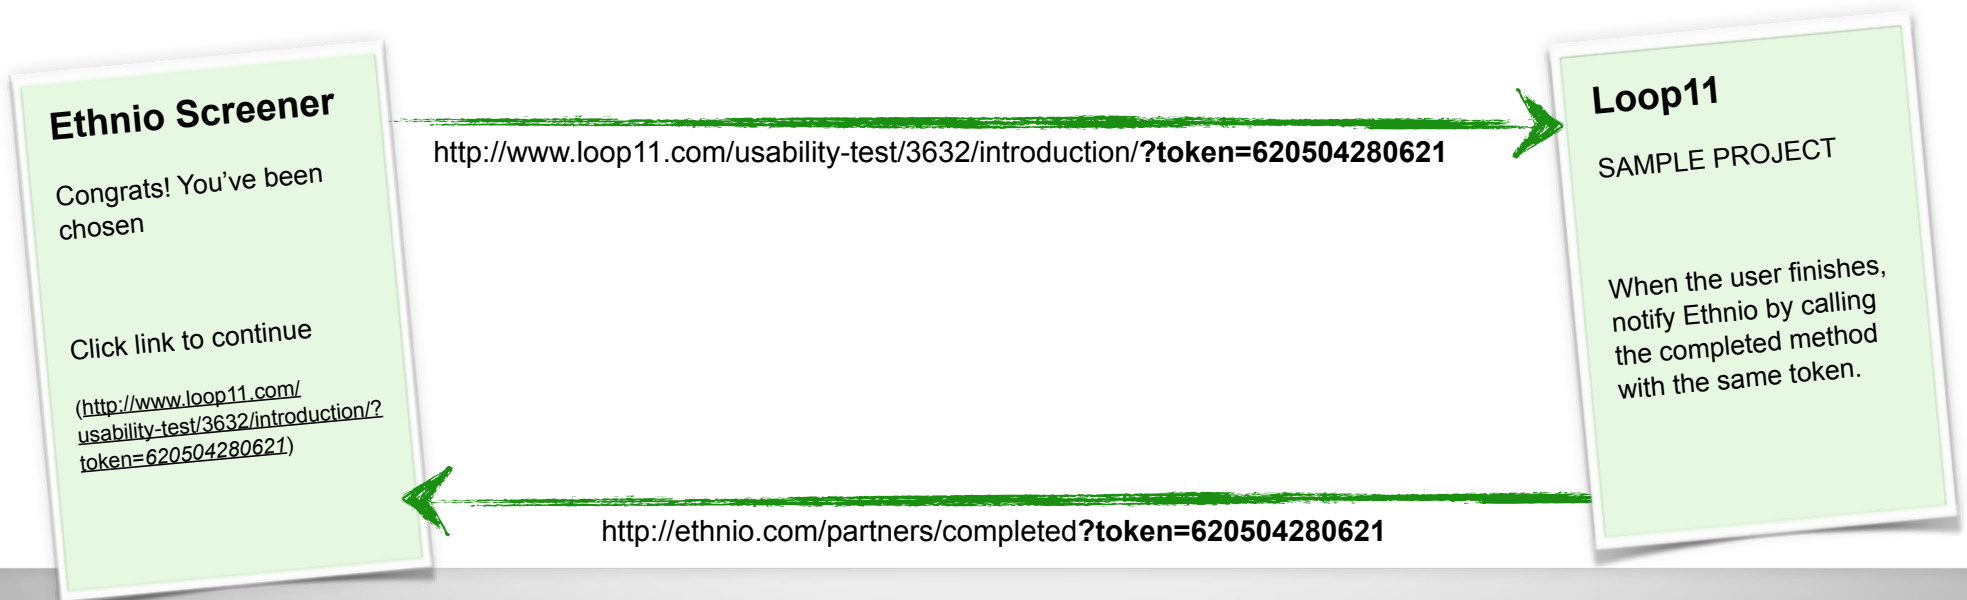 Ethnio Screener
Congrats! You've been
chosen
Click link to continue
(http://www.loop11.com/
usability-test/3632/introduction/?
token=620504280621)
http://www.loop11.com/usability-test/3632/introduction/?token=620504280621
Loop11
SAMPLE PROJECT
When the user finishes,
notify Ethnio by calling
the completed method
with the same token.
http://ethnio.com/partners/completed?token=620504280621